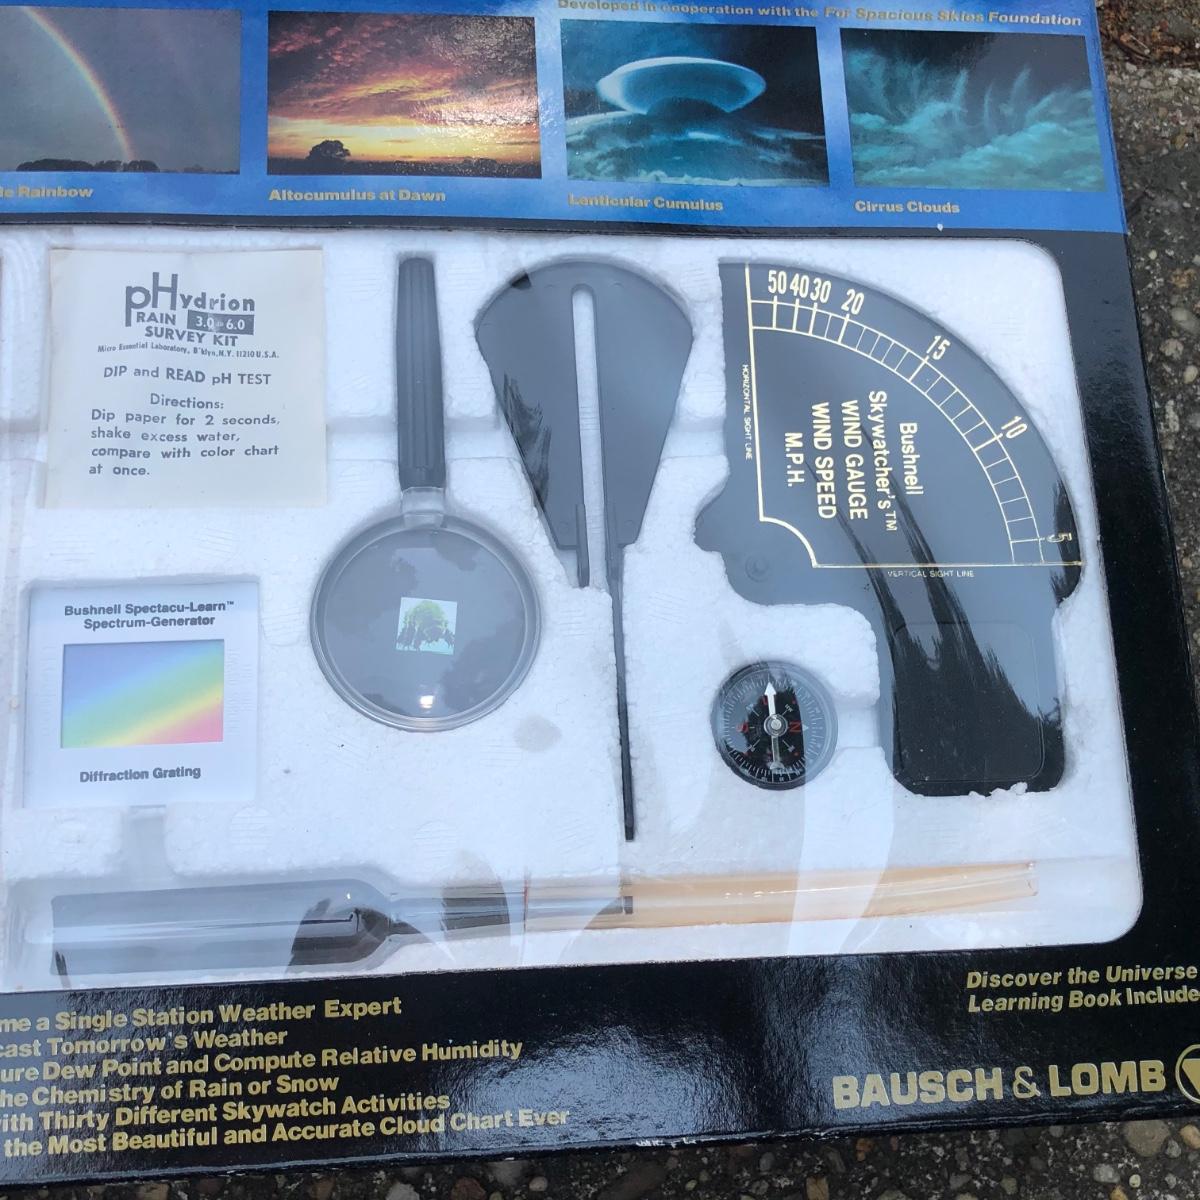 Developed in cooperation with the For Spacious Skies Foundation
Rainbow
Altocumulus at Dawn
Lenticular Cumulus
Cirrus Clouds
pHydrion
RAIN 3.0 to 6.0
SURVEY KIT
Micro Essential Laboratory, B'klyn, N.Y. 11210 U.S.A.
DIP and READ pH TEST
Directions:
Dip paper for 2 seconds,
shake excess water,
compare with color chart
at once.
50 40 30 20 15 10 5
HORIZONTAL SIGHT LINE
Bushnell
Skywatcher's™
WIND GAUGE
WIND SPEED
M.P.H.
VERTICAL SIGHT LINE
Bushnell Spectacu-Learn™
Spectrum-Generator
Diffraction Grating
N
me a Single Station Weather Expert
cast Tomorrow's Weather
ure Dew Point and Compute Relative Humidity
he Chemistry of Rain or Snow
ith Thirty Different Skywatch Activities
the Most Beautiful and Accurate Cloud Chart Ever
Discover the Universe
Learning Book Include
BAUSCH & LOMB